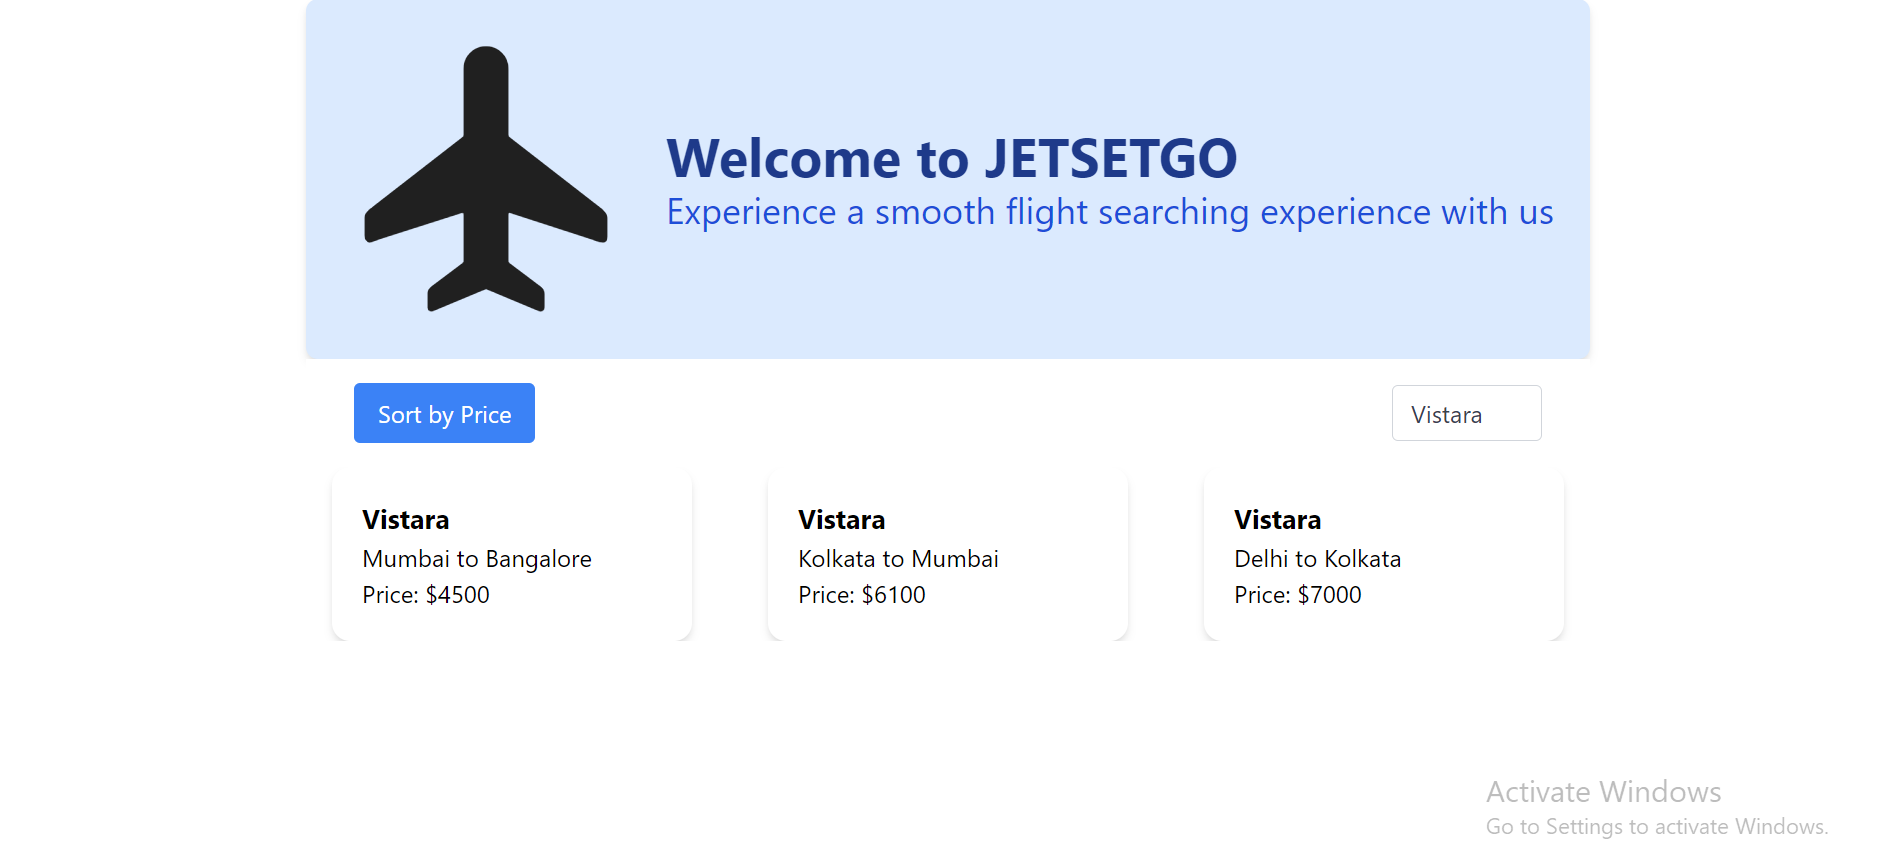 Welcome to JETSETGO
Experience a smooth flight searching experience with us
Sort by Price
Vistara
Vistara
Mumbai to Bangalore
Price: $4500
Vistara
Kolkata to Mumbai
Price: $6100
Vistara
Delhi to Kolkata
Price: $7000
Activate Windows
Go to Settings to activate Windows.